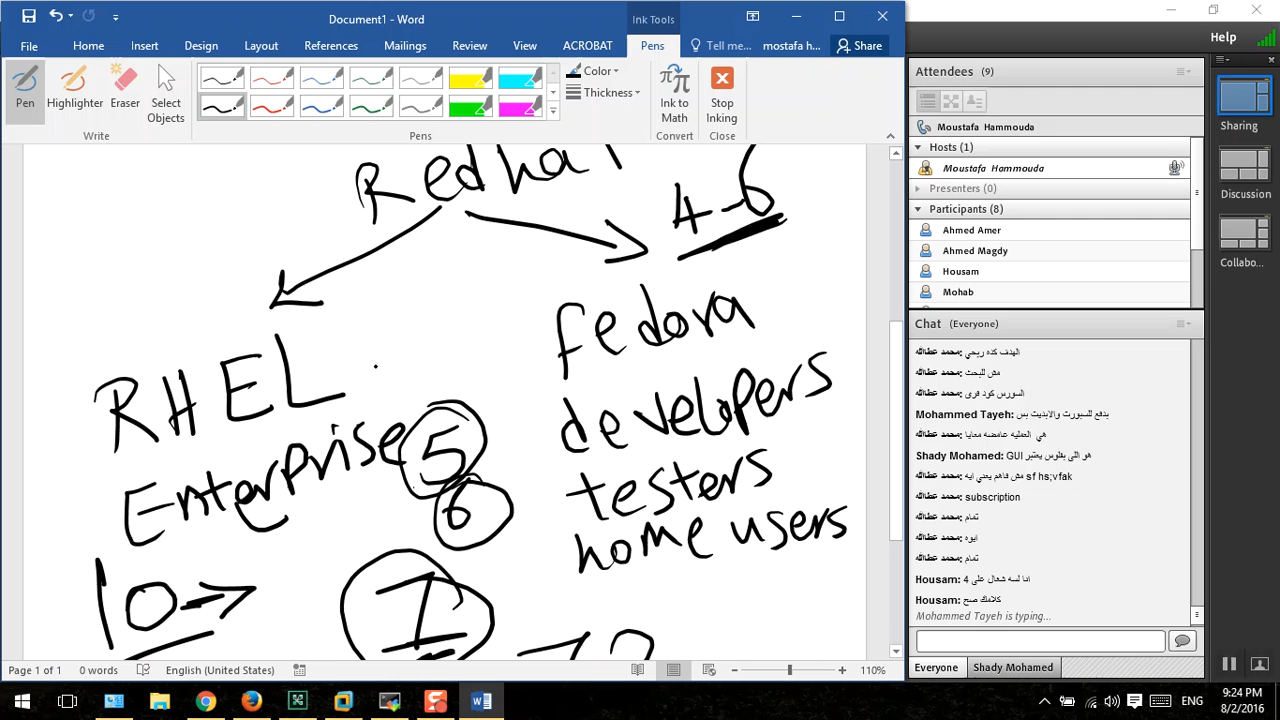 Document1 - Word
Ink Tools
File
Home
Insert
Design
Layout
References
Mailings
Review
View
ACROBAT
Pens
Tell me...
mostafa h...
Share
Pen
Highlighter
Eraser
Select Objects
Color
Thickness
Ink to Math
Stop Inking
Write
Pens
Convert
Close
Redhat
4-6
RHEL
Enterprise 5
6
10
fedora
developers
testers
home users
Page 1 of 1
0 words
English (United States)
110%
Help
Attendees (9)
Moustafa Hammouda
Hosts (1)
Moustafa Hammouda
Presenters (0)
Participants (8)
Ahmed Amer
Ahmed Magdy
Housam
Mohab
Sharing
Discussion
Collabo...
Chat (Everyone)
محمد عطاالله: الهدف كده ربحي
محمد عطاالله: مش للبحث
محمد عطاالله: السورس كود فرى
Mohammed Tayeh: بدفع للسبورت والابديت بس
محمد عطاالله: هي العمليه غامضه معايا
Shady Mohamed: GUI هو اللى بفلوس يعتبر
محمد عطاالله: مش فاهم يعني ايه sf hs;vfak
محمد عطاالله: subscription
محمد عطاالله: تمام
محمد عطاالله: ايوه
محمد عطاالله: تمام
Housam: انا لسه شغال على 4
Housam: كلامك صح
Mohammed Tayeh is typing...
Everyone
Shady Mohamed
ENG
9:24 PM
8/2/2016